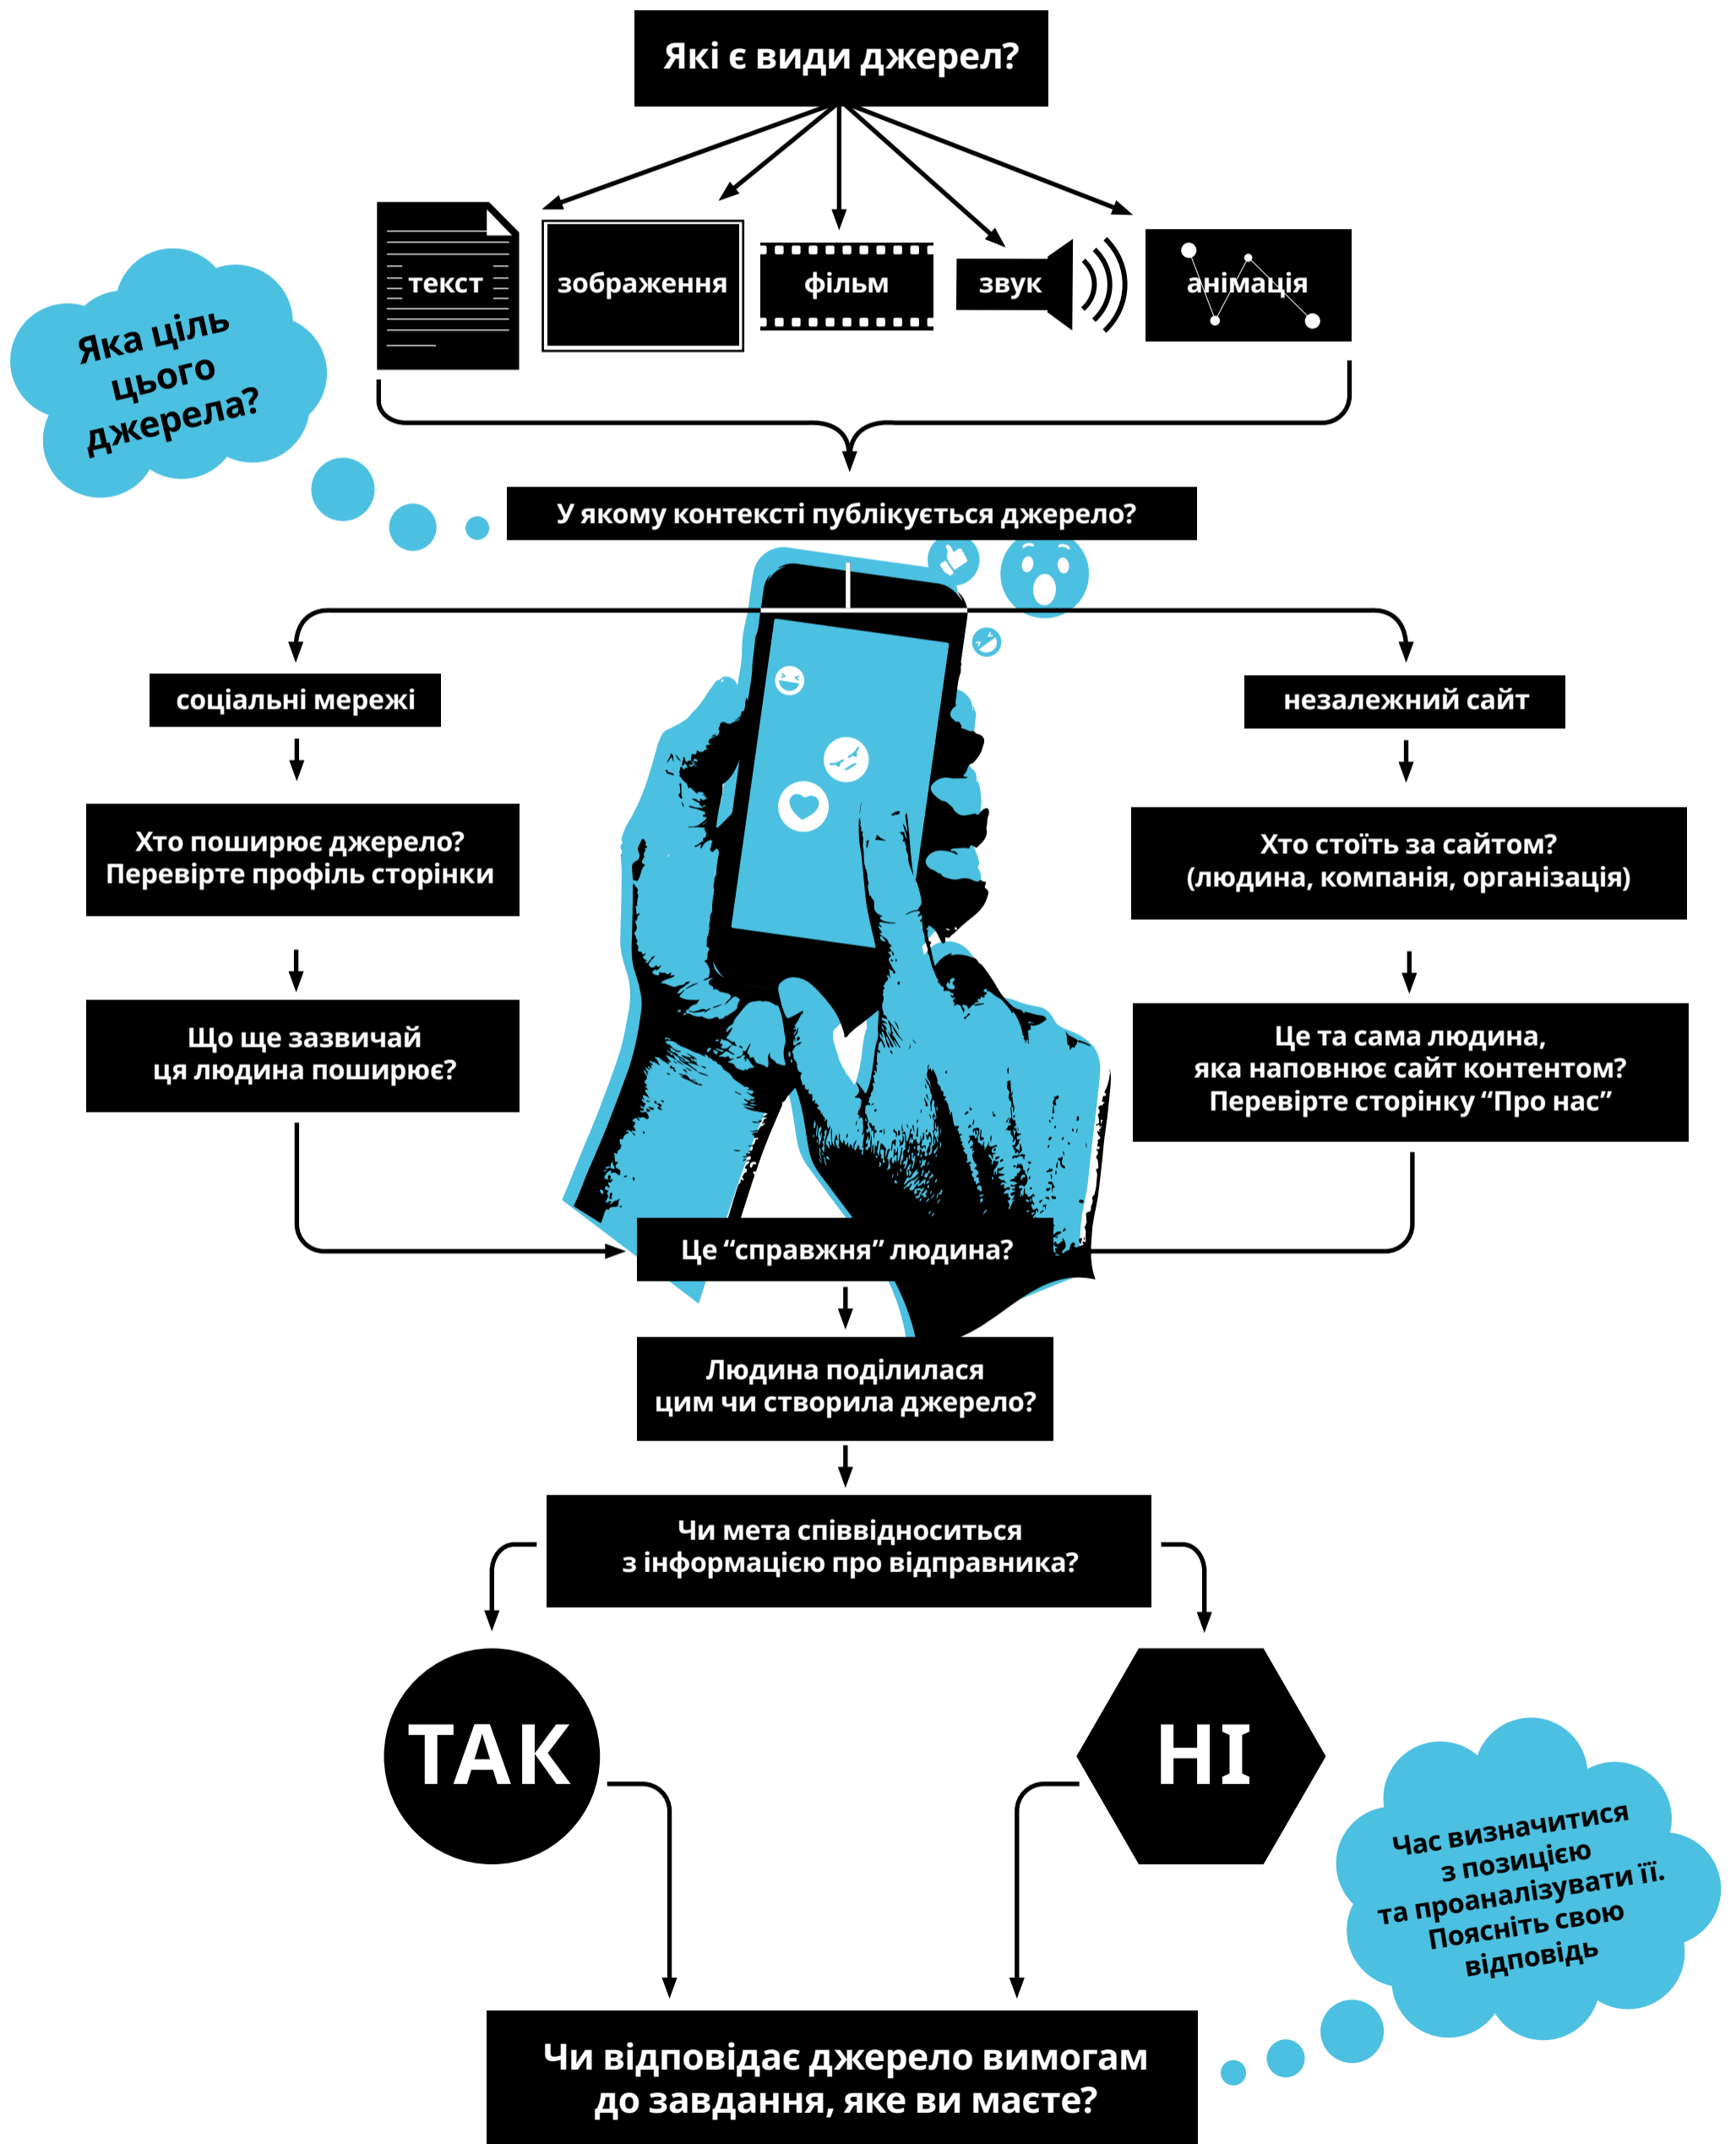 Які є види джерел?
текст
зображення
фільм
звук
анімація
Яка ціль
цього
джерела?
У якому контексті публікується джерело?
соціальні мережі
незалежний сайт
Хто поширює джерело?
Перевірте профіль сторінки
Хто стоїть за сайтом?
(людина, компанія, організація)
Що ще зазвичай
ця людина поширює?
Це та сама людина,
яка наповнює сайт контентом?
Перевірте сторінку “Про нас”
Це “справжня” людина?
Людина поділилася
цим чи створила джерело?
Чи мета співвідноситься
з інформацією про відправника?
ТАК
НІ
Час визначитися
з позицією
та проаналізувати її.
Поясніть свою
відповідь
Чи відповідає джерело вимогам
до завдання, яке ви маєте?